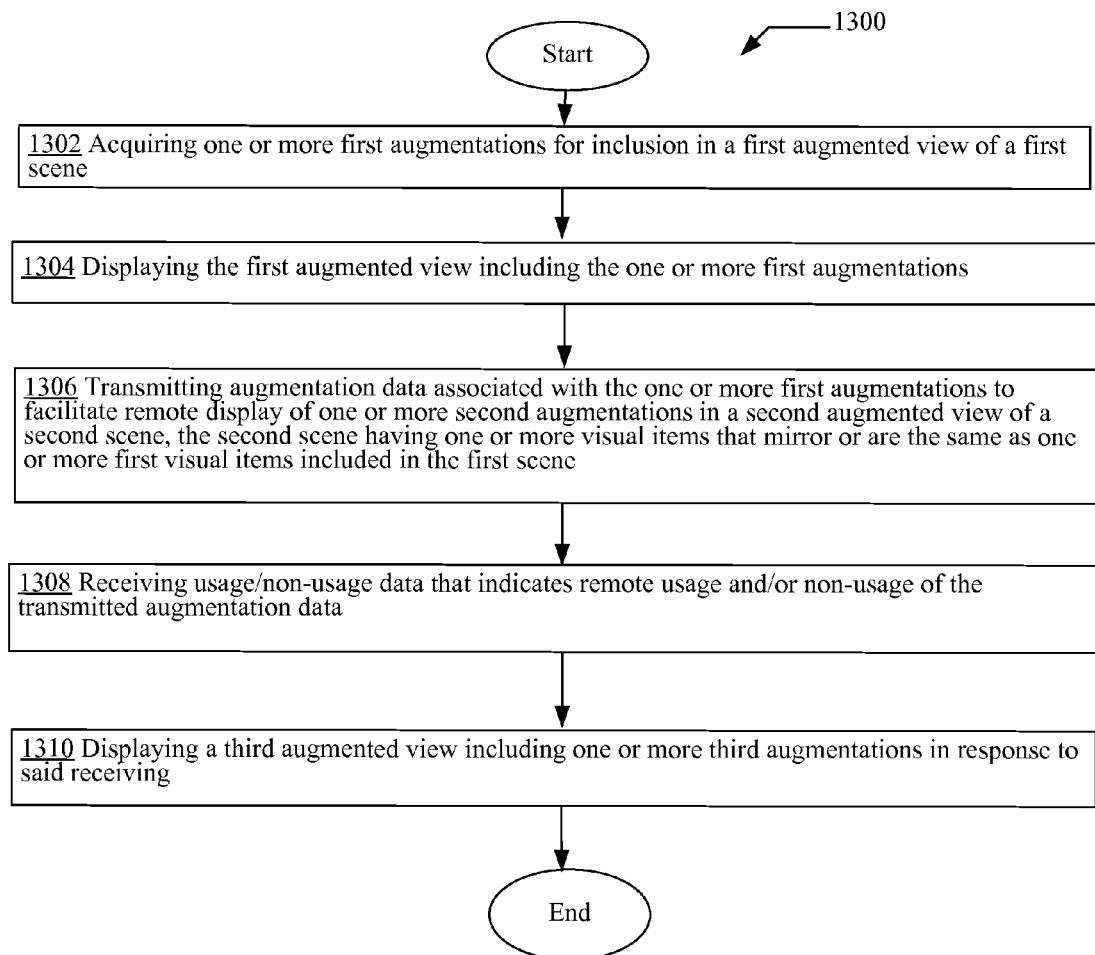 1300
Start
1302 Acquiring one or more first augmentations for inclusion in a first augmented view of a first
scene
1304 Displaying the first augmented view including the one or more first augmentations
1306 Transmitting augmentation data associated with the one or more first augmentations to
facilitate remote display of one or more second augmentations in a second augmented view of a
second scene, the second scene having one or more visual items that mirror or are the same as one
or more first visual items included in the first scene
1308 Receiving usage/non-usage data that indicates remote usage and/or non-usage of the
transmitted augmentation data
1310 Displaying a third augmented view including one or more third augmentations in response to
said receiving
End